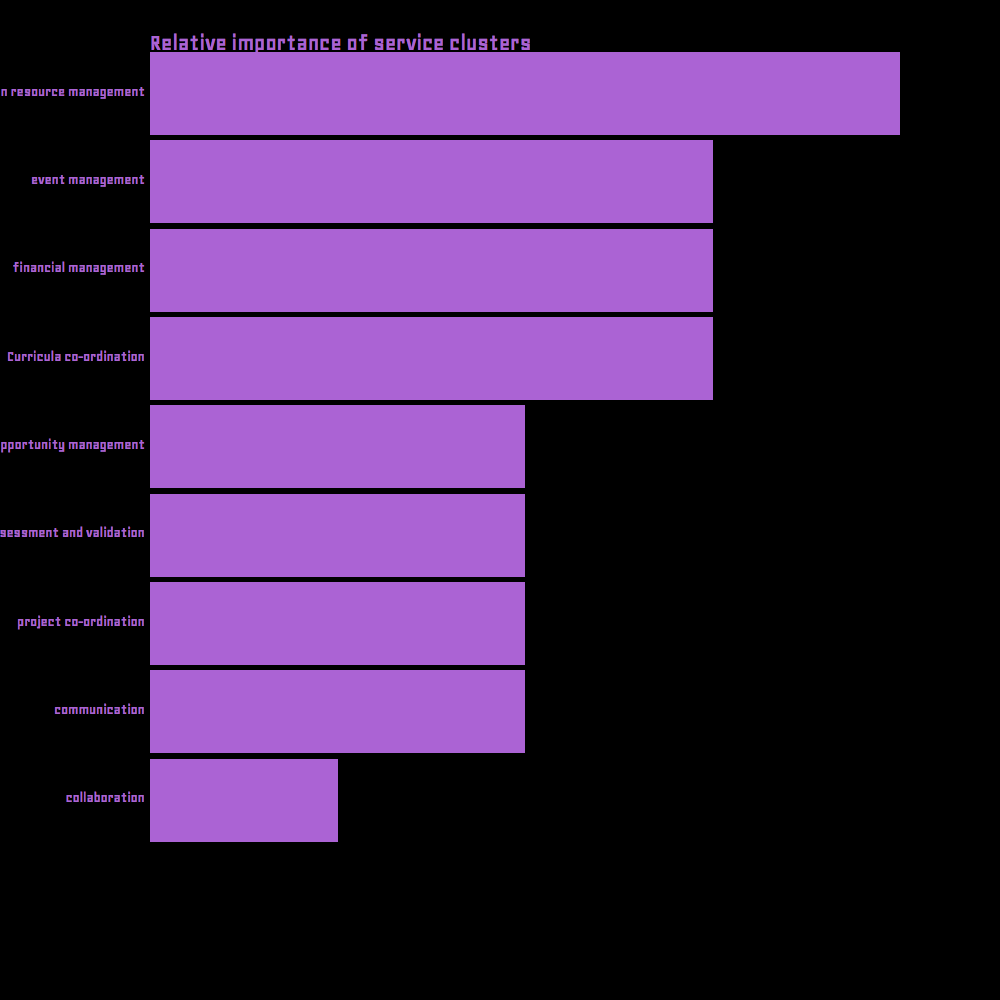 Relative importance of service clusters
n resource management
event management
financial management
Curricula co-ordination
pportunity management
sessment and validation
project co-ordination
communication
collaboration